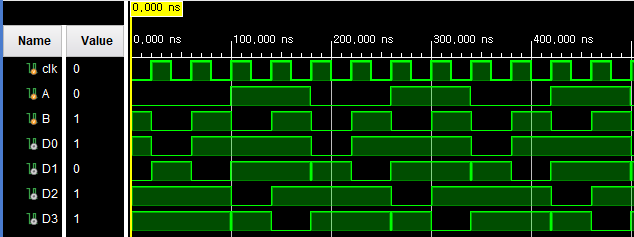 0,000 ns
Name Value 0,000 ns 100,000 ns 200,000 ns 300,000 ns 400,000 ns
clk 0
A 0
B 1
D0 1
D1 0
D2 1
D3 1